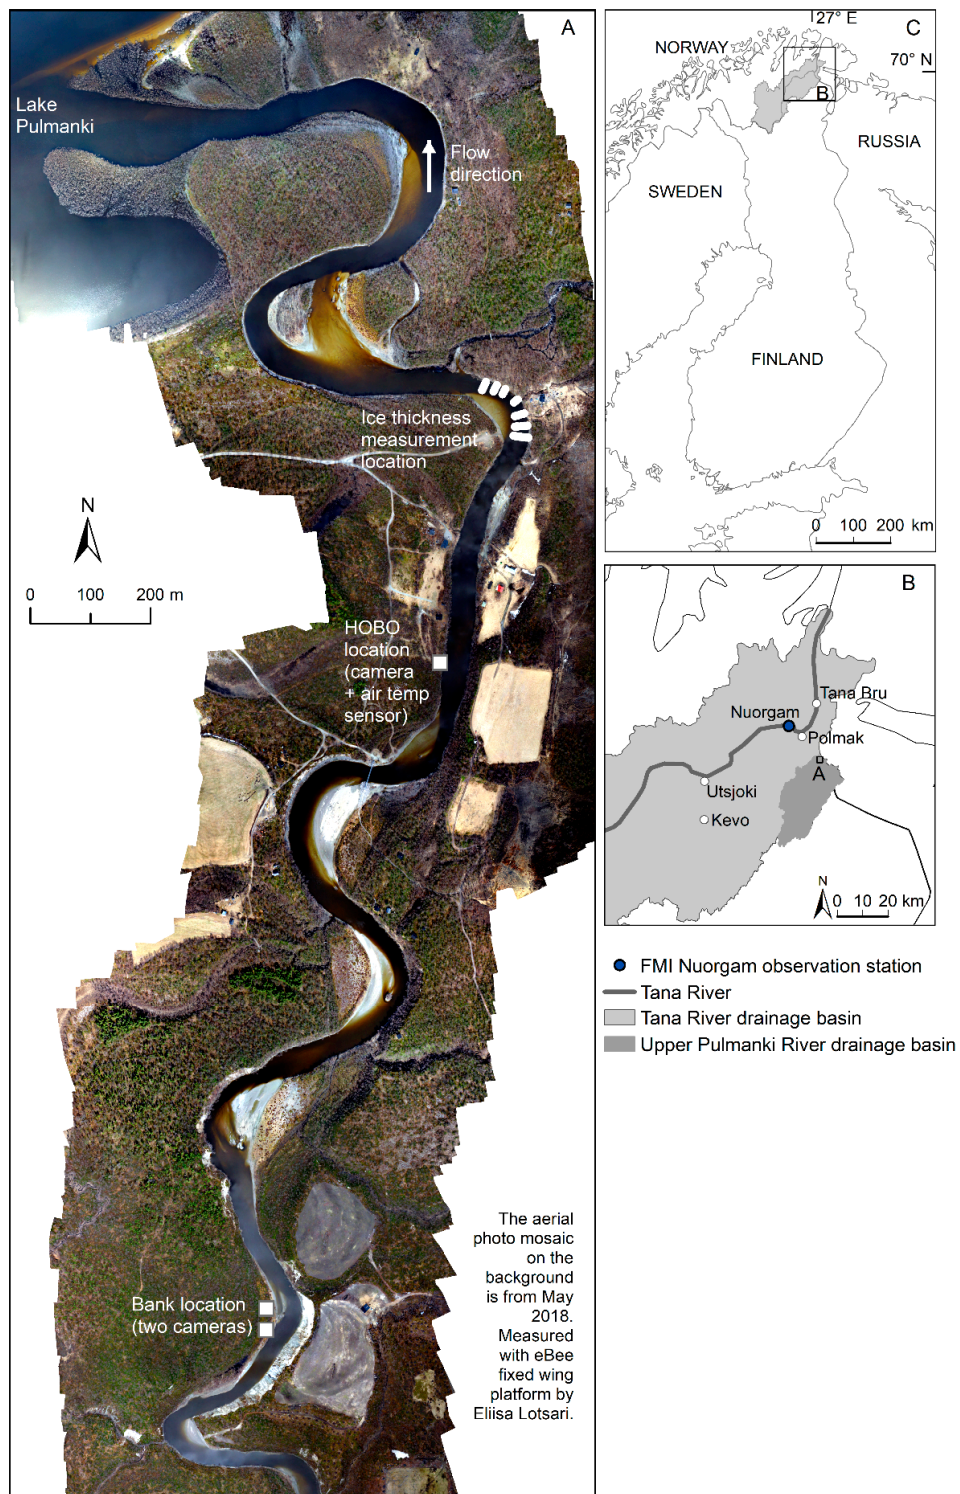 A
Lake
Pulmanki
Flow
direction
Ice thickness
measurement
location
N
0 100 200 m
HOBO
location
(camera
+ air temp
sensor)
Bank location
(two cameras)
The aerial
photo mosaic
on the
background
is from May
2018.
Measured
with eBee
fixed wing
platform by
Eliisa Lotsari.
27° E
C
NORWAY
70° N
B
RUSSIA
SWEDEN
FINLAND
0 100 200 km
B
Tana Bru
Nuorgam
Polmak
A
Utsjoki
Kevo
N
0 10 20 km
FMI Nuorgam observation station
Tana River
Tana River drainage basin
Upper Pulmanki River drainage basin